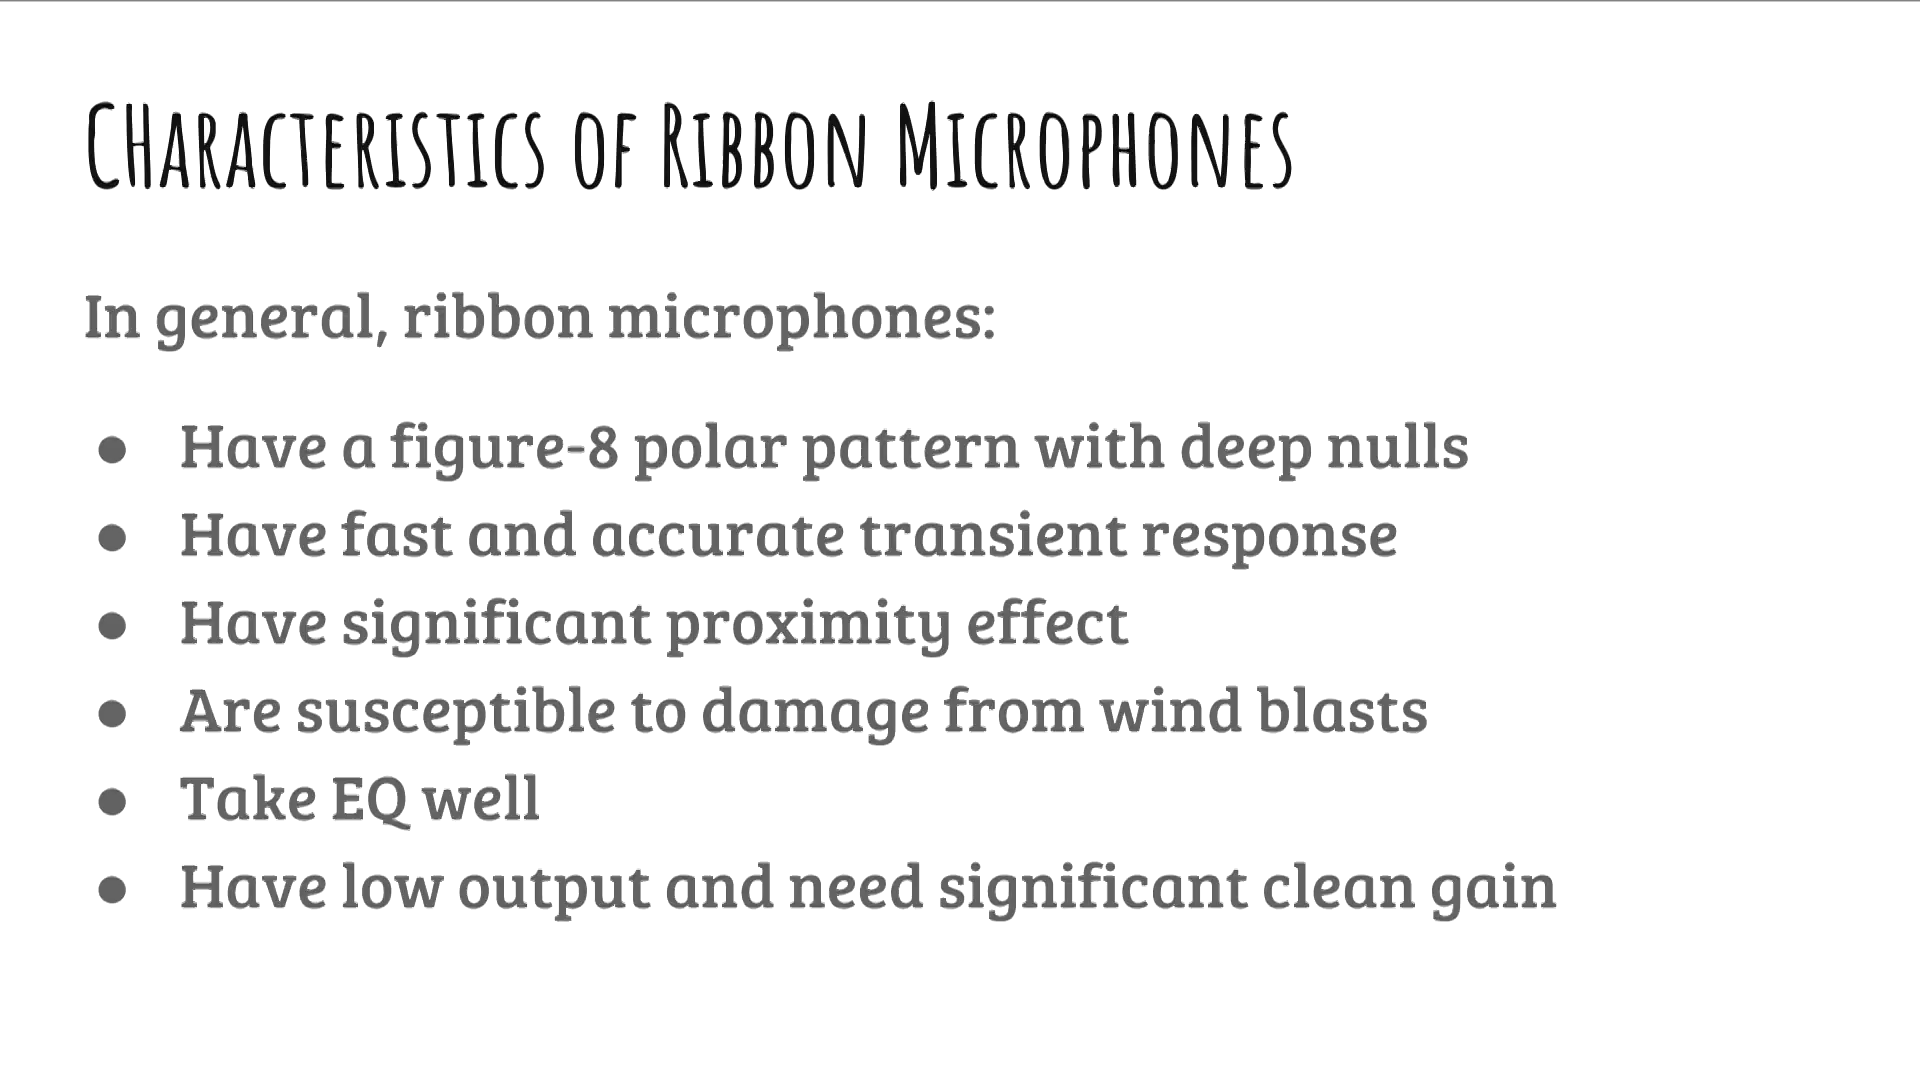 CHaracteristics of Ribbon Microphones
In general, ribbon microphones:
● Have a figure-8 polar pattern with deep nulls
● Have fast and accurate transient response
● Have significant proximity effect
● Are susceptible to damage from wind blasts
● Take EQ well
● Have low output and need significant clean gain